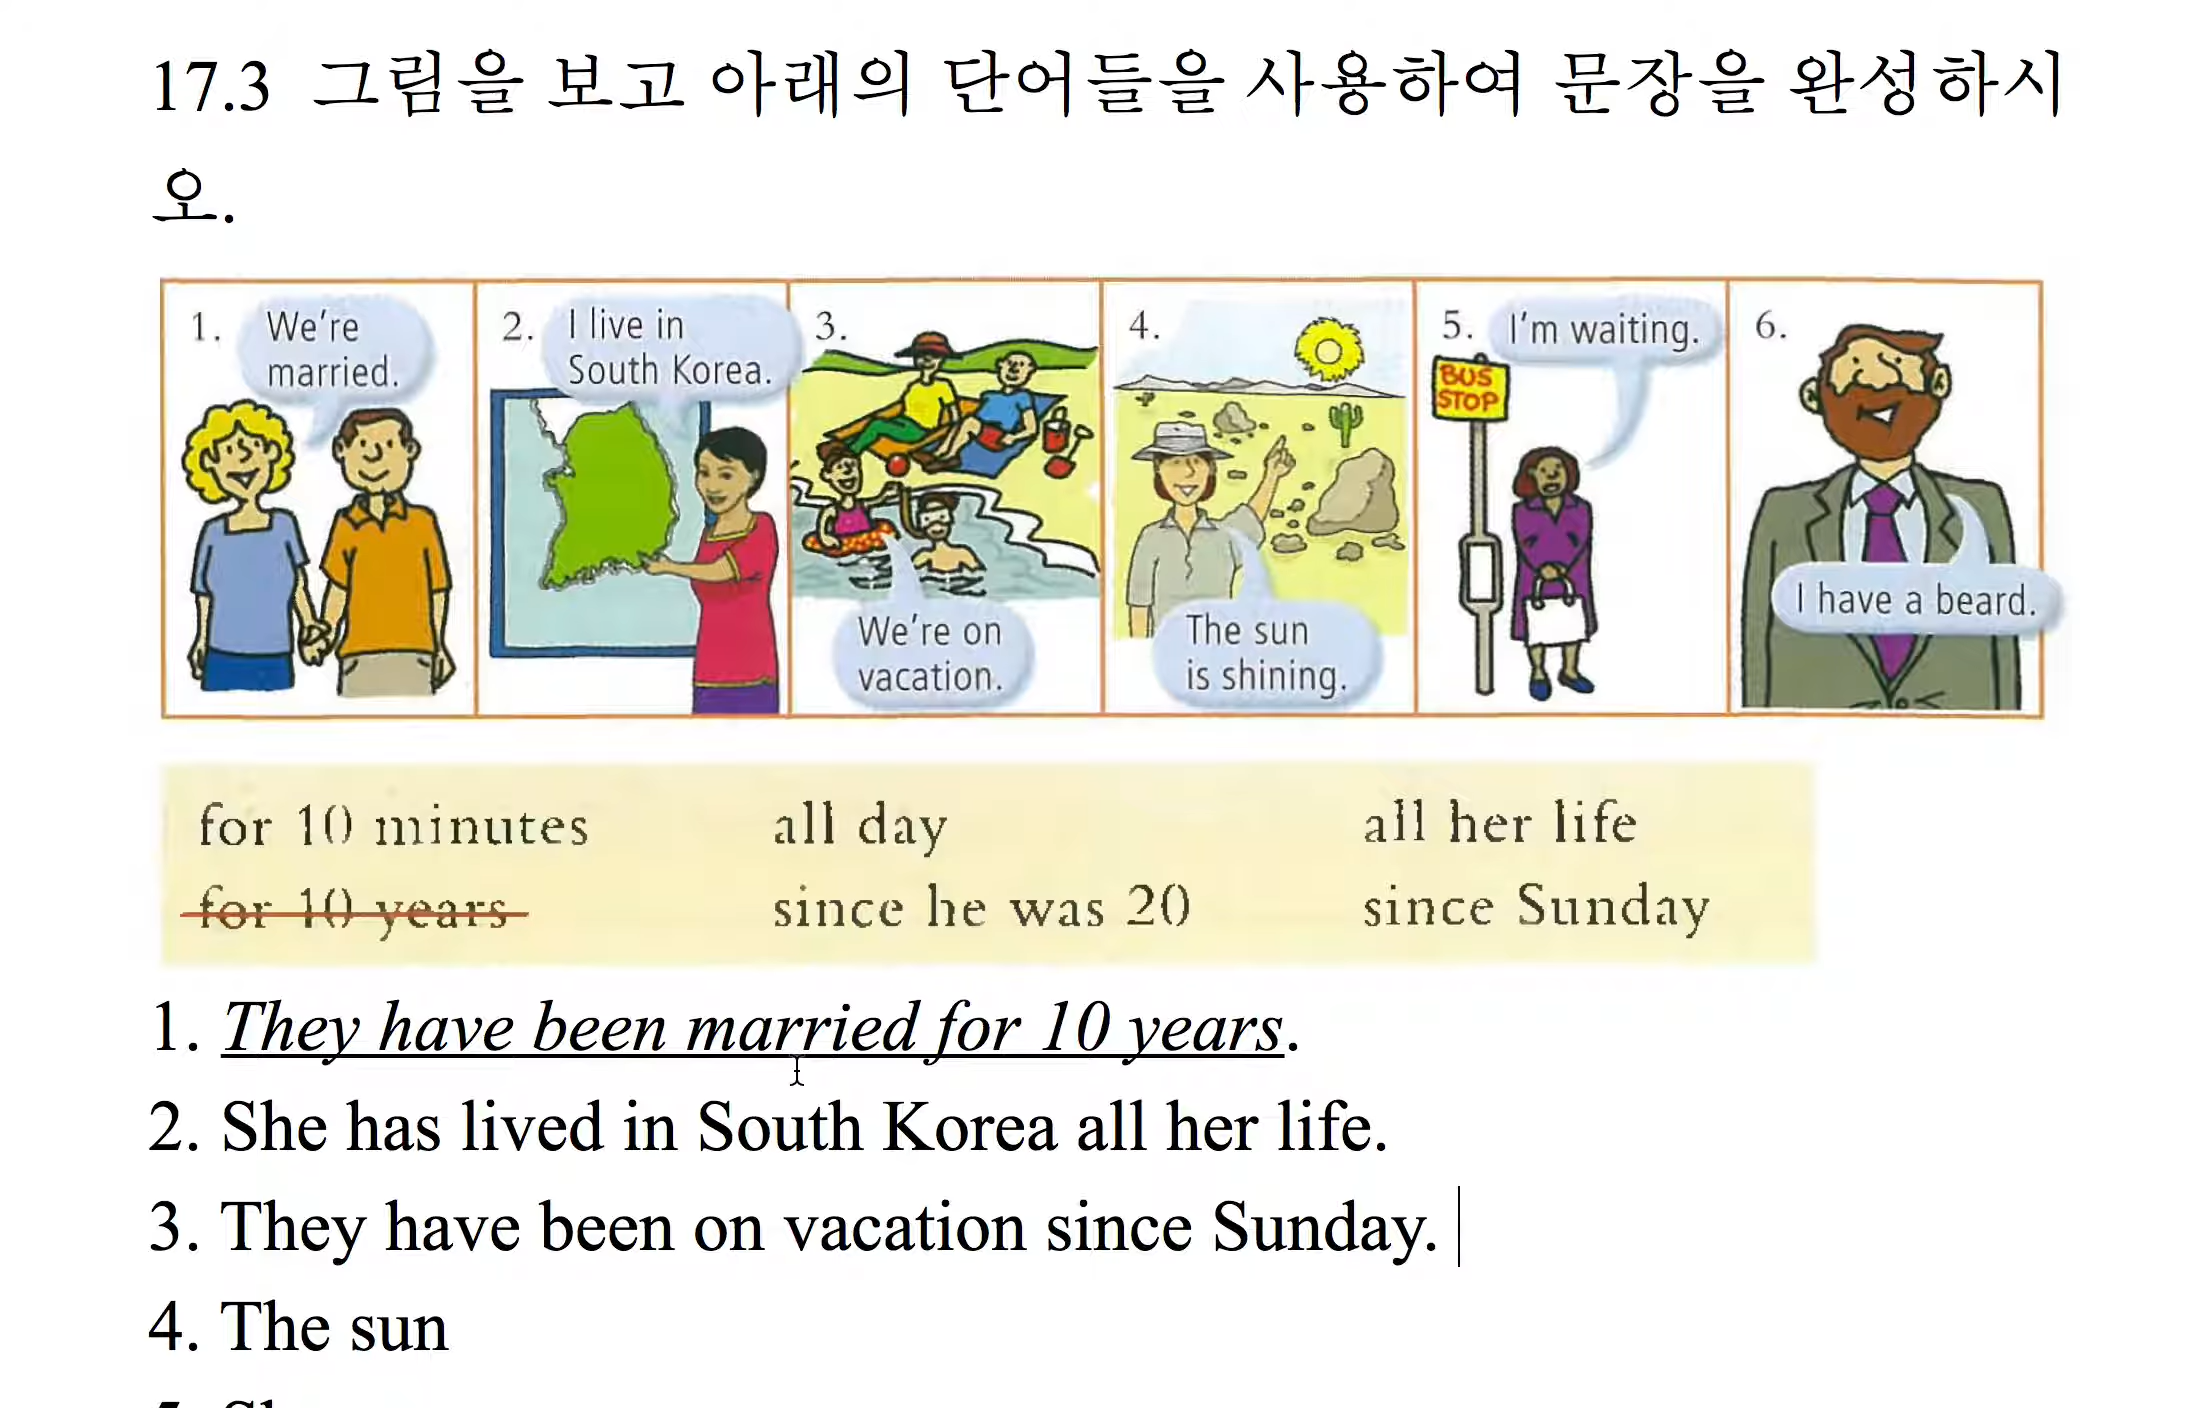 17.3 그림을 보고 아래의 단어들을 사용하여 문장을 완성하시
오.
1. We're
married.
2. I live in
South Korea.
3.
We're on
vacation.
4.
The sun
is shining.
5. I'm waiting.
BUS
STOP
6.
I have a beard.
for 10 minutes all day all her life
for 10 years since he was 20 since Sunday
1. They have been married for 10 years.
2. She has lived in South Korea all her life.
3. They have been on vacation since Sunday.
4. The sun